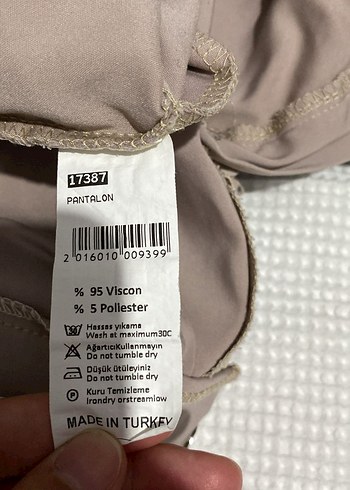 17387
PANTALON
2 016010 009399
% 95 Viscon
% 5 Poliester
Hassas yıkama
Wash at maximum30C
AğartıcıKullanmayın
Do not tumble dry
Düşük ütüleyiniz
Do not tumble dry
P
Kuru Temizleme
Irondry orstreamlow
MADE IN TURKEY